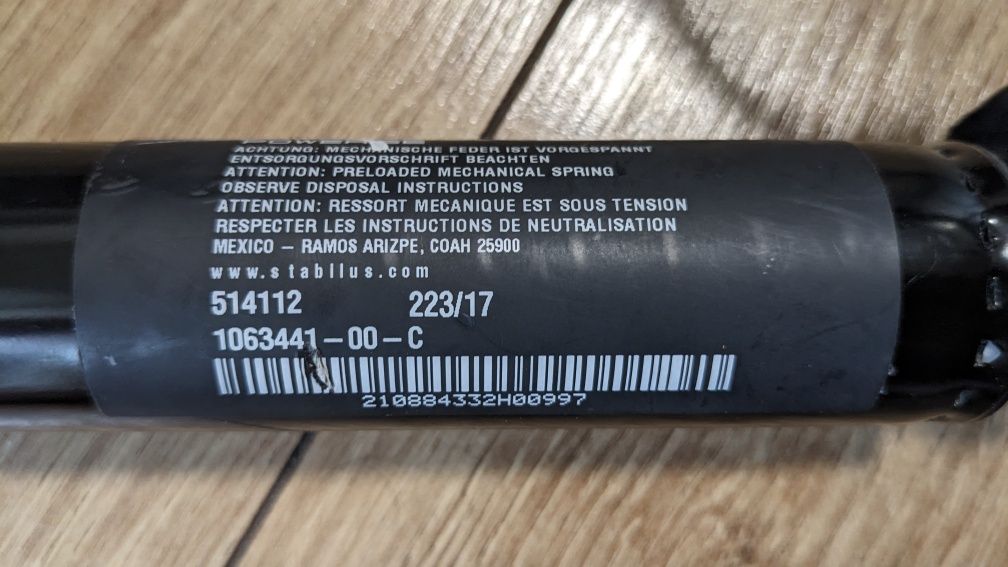 ACHTUNG: MECHANISCHE FEDER IST VORGESPANNT
ENTSORGUNGSVORSCHRIFT BEACHTEN
ATTENTION: PRELOADED MECHANICAL SPRING
OBSERVE DISPOSAL INSTRUCTIONS
ATTENTION: RESSORT MECANIQUE EST SOUS TENSION
RESPECTER LES INSTRUCTIONS DE NEUTRALISATION
MEXICO – RAMOS ARIZPE, COAH 25900
www.stabilus.com
514112 223/17
1063441-00-C
210884332H00997